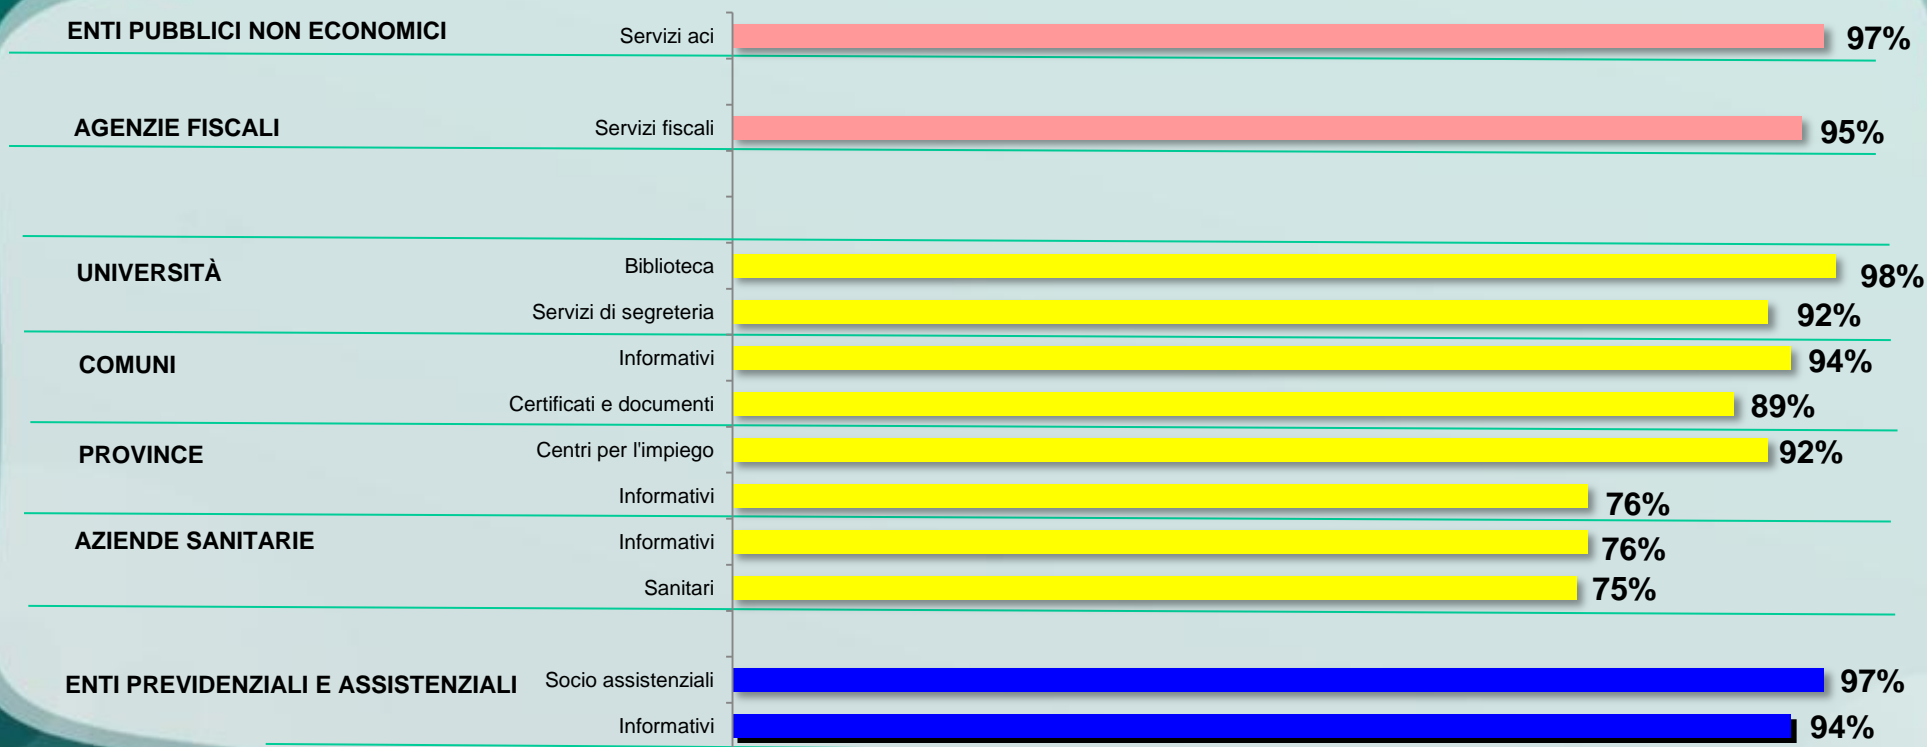 ENTI PUBBLICI NON ECONOMICI Servizi aci 97%
AGENZIE FISCALI Servizi fiscali 95%
UNIVERSITÀ Biblioteca 98%
Servizi di segreteria 92%
COMUNI Informativi 94%
Certificati e documenti 89%
PROVINCE Centri per l'impiego 92%
Informativi 76%
AZIENDE SANITARIE Informativi 76%
Sanitari 75%
ENTI PREVIDENZIALI E ASSISTENZIALI Socio assistenziali 97%
Informativi 94%